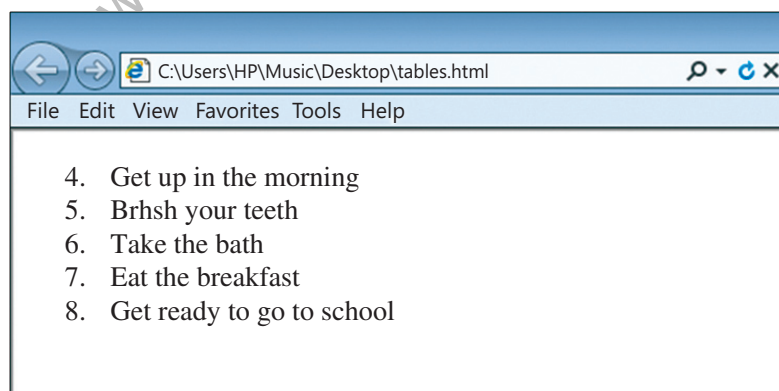 C:\Users\HP\Music\Desktop\tables.html
File Edit View Favorites Tools Help
4. Get up in the morning
5. Brhsh your teeth
6. Take the bath
7. Eat the breakfast
8. Get ready to go to school